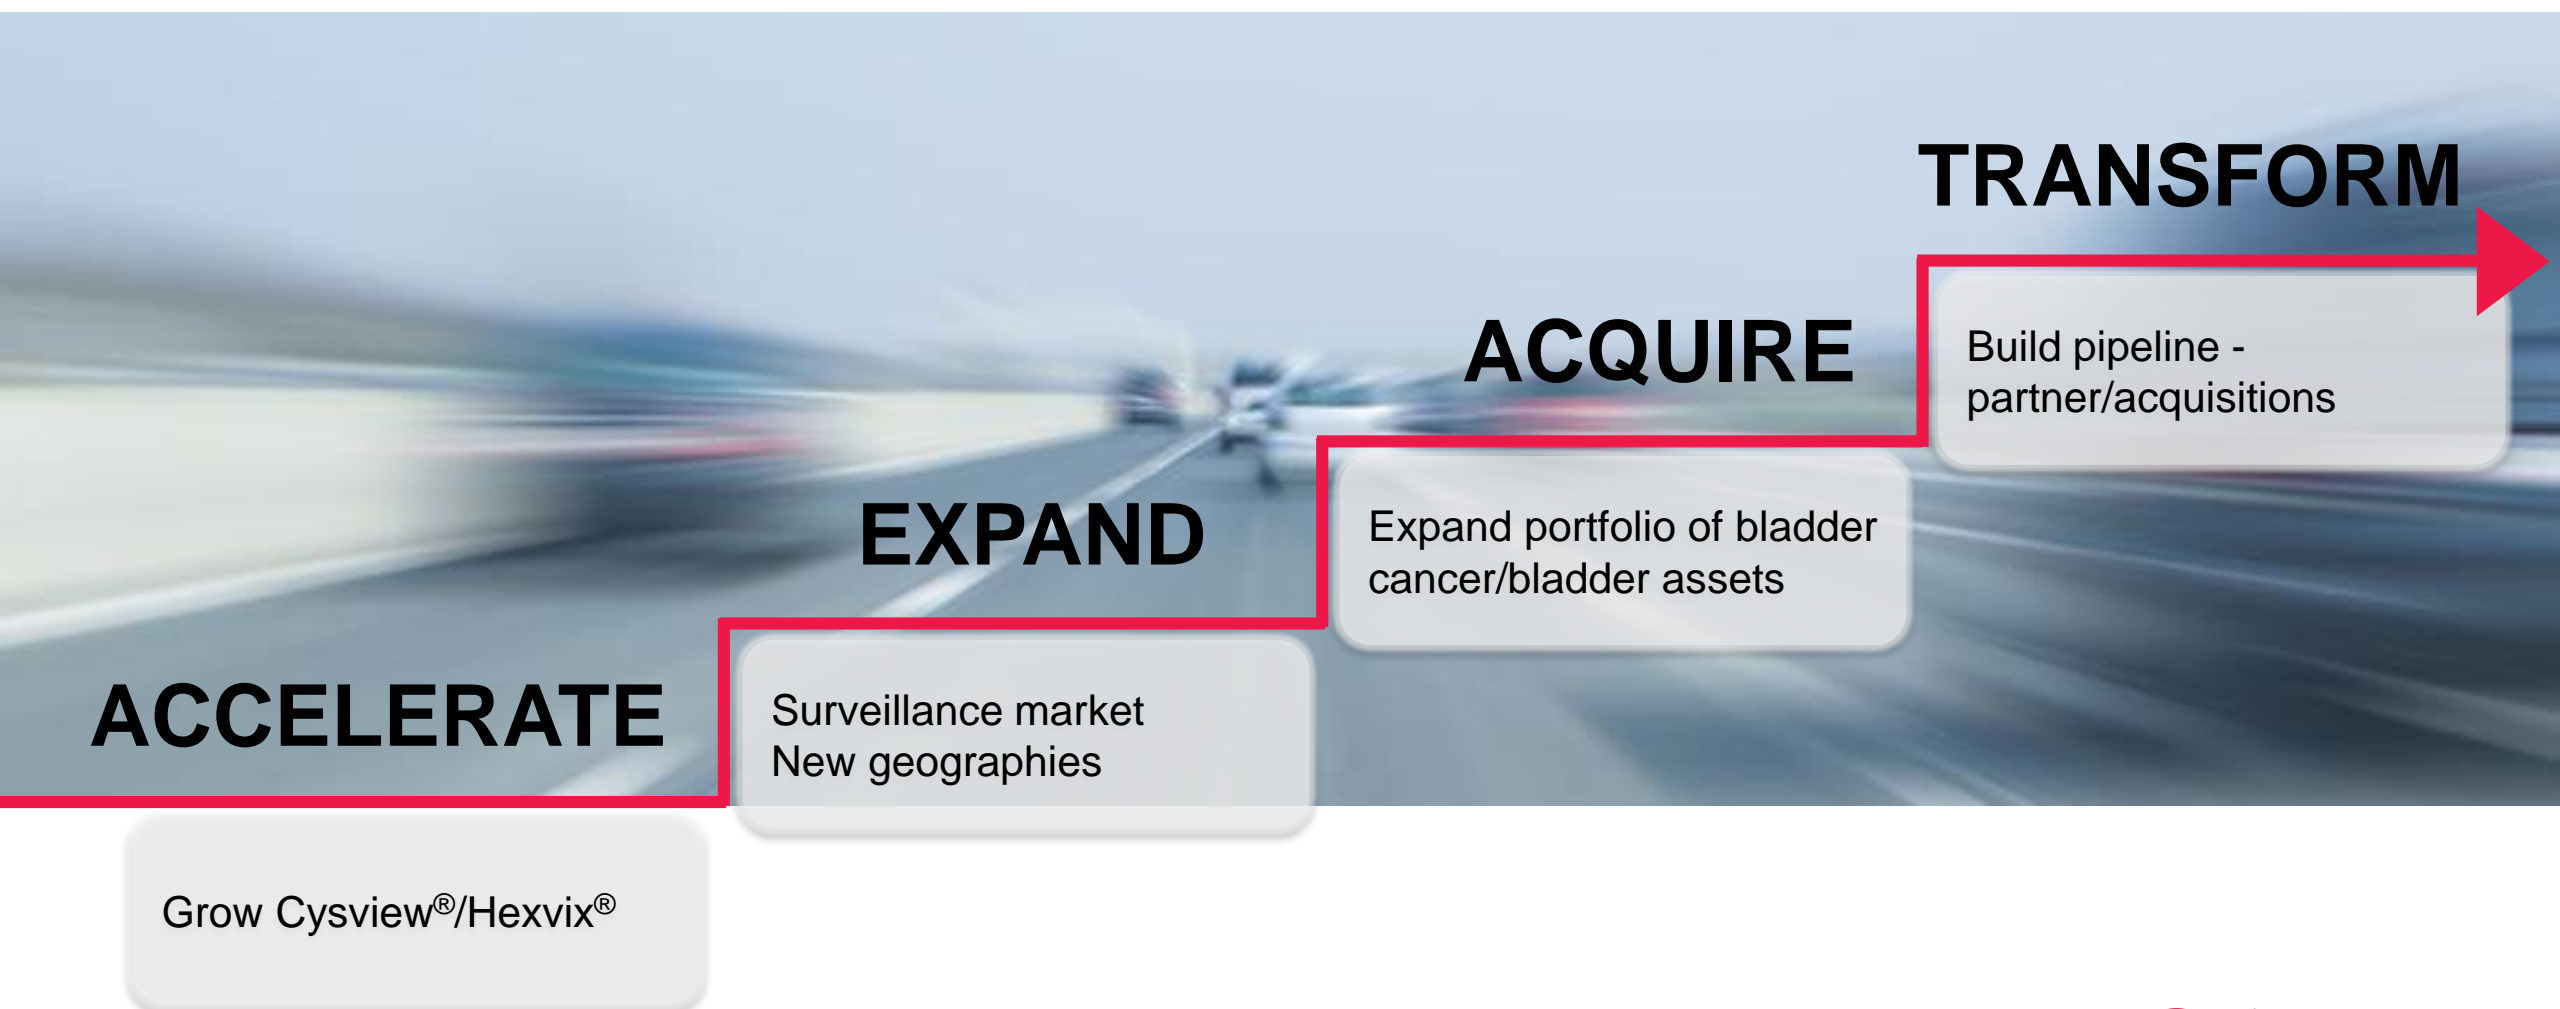 TRANSFORM
Build pipeline -
partner/acquisitions
ACQUIRE
Expand portfolio of bladder
cancer/bladder assets
EXPAND
Surveillance market
New geographies
ACCELERATE
Grow Cysview®/Hexvix®